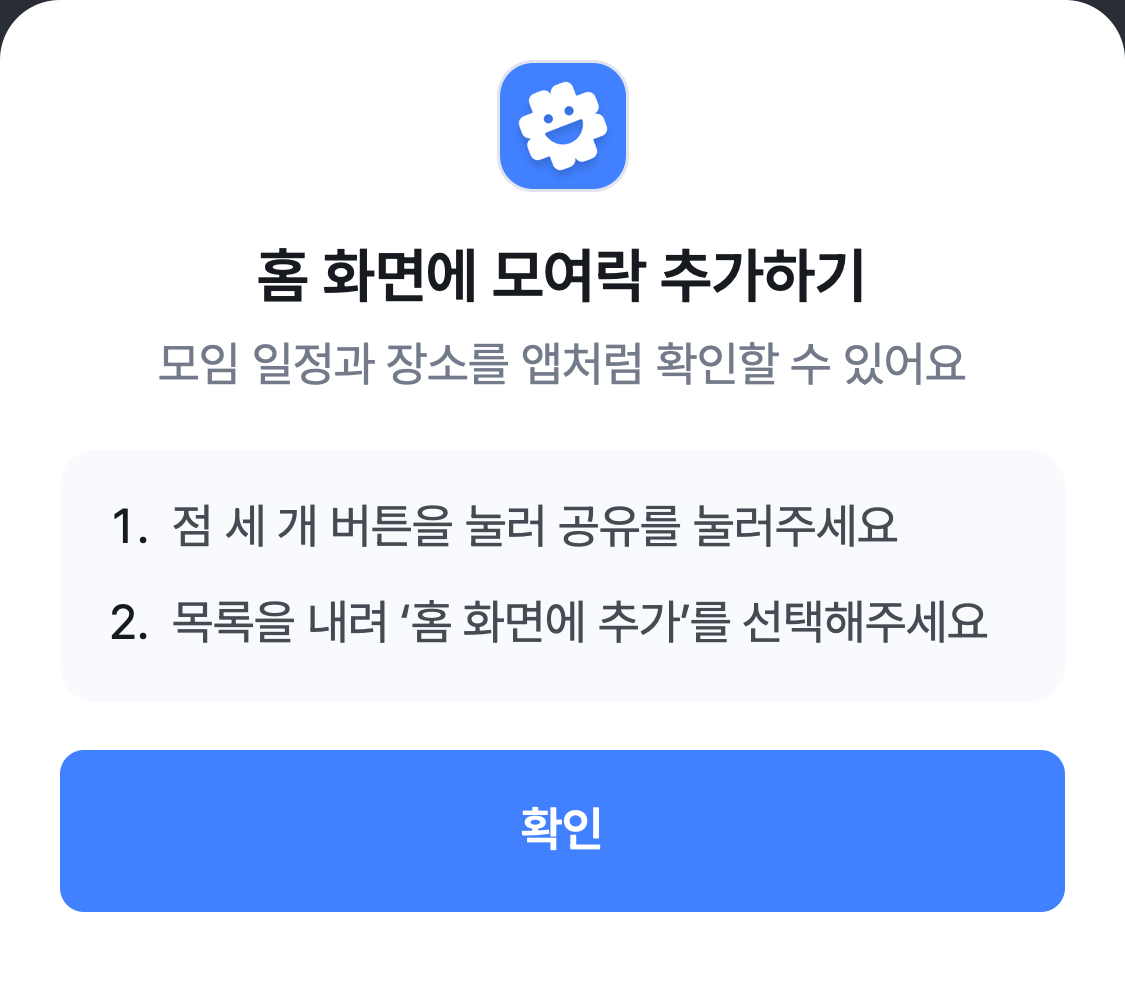 홈 화면에 모여락 추가하기
모임 일정과 장소를 앱처럼 확인할 수 있어요
1. 점 세 개 버튼을 눌러 공유를 눌러주세요
2. 목록을 내려 ‘홈 화면에 추가’를 선택해주세요
확인